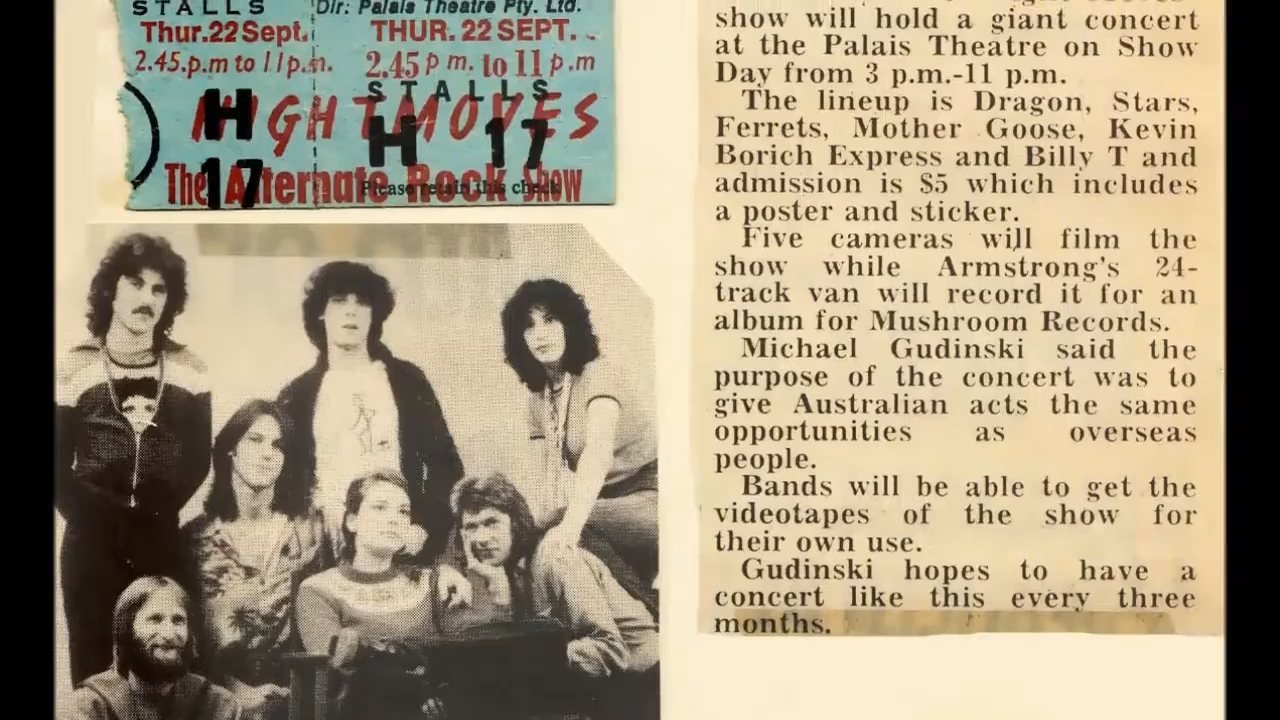 STALLS
Dir: Palais Theatre Pty. Ltd.
Thur.22 Sept.
THUR. 22 SEPT.
2.45.p.m to 11p.m.
2.45 p m. to 11 p.m
STALLS
NIGHTMOVES
H
H 17
17
The Alternate Rock Show
Please retain this check
show will hold a giant concert
at the Palais Theatre on Show
Day from 3 p.m.-11 p.m.
The lineup is Dragon, Stars,
Ferrets, Mother Goose, Kevin
Borich Express and Billy T and
admission is $5 which includes
a poster and sticker.
Five cameras will film the
show while Armstrong's 24-
track van will record it for an
album for Mushroom Records.
Michael Gudinski said the
purpose of the concert was to
give Australian acts the same
opportunities as overseas
people.
Bands will be able to get the
videotapes of the show for
their own use.
Gudinski hopes to have a
concert like this every three
months.